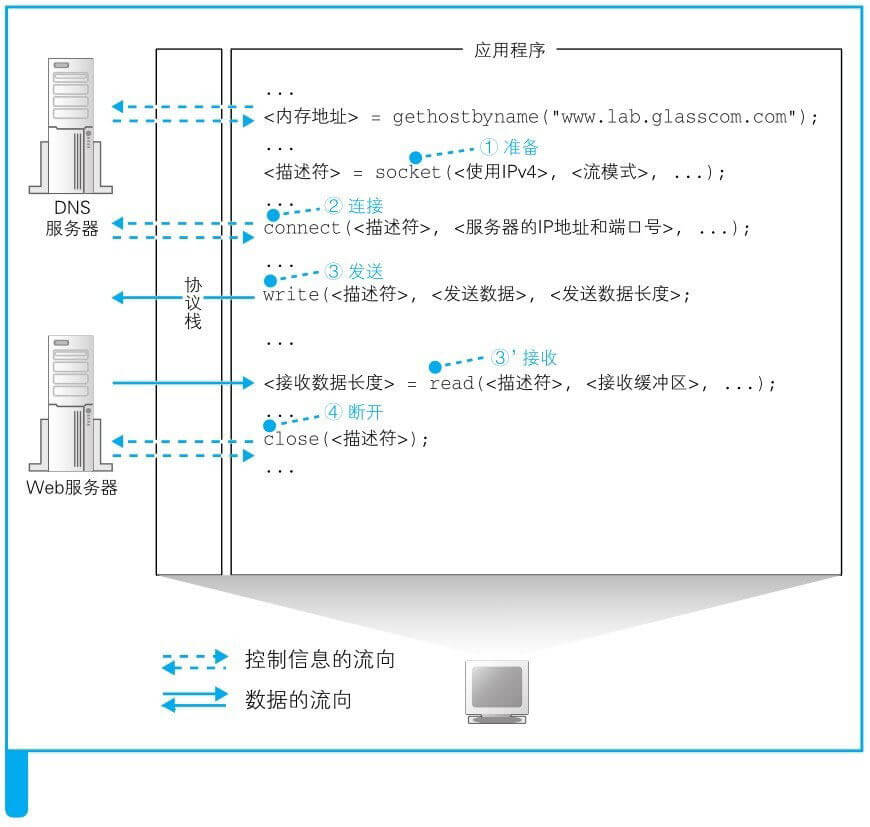 应用程序
...
<内存地址> = gethostbyname("www.lab.glasscom.com");
...
① 准备
<描述符> = socket(<使用IPv4>, <流模式>, ...);
DNS
服务器
...
② 连接
connect(<描述符>, <服务器的IP地址和端口号>, ...);
...
③ 发送
协议栈
write(<描述符>, <发送数据>, <发送数据长度>;
...
③' 接收
<接收数据长度> = read(<描述符>, <接收缓冲区>, ...);
...
④ 断开
close(<描述符>);
...
Web服务器
控制信息的流向
数据的流向